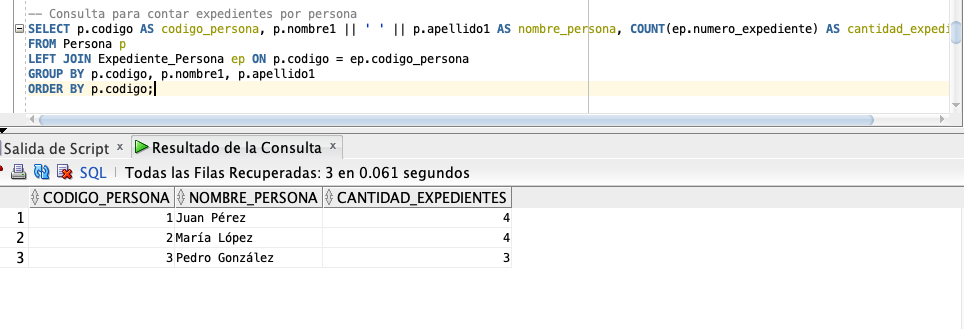 -- Consulta para contar expedientes por persona
SELECT p.codigo AS codigo_persona, p.nombre1 || ' ' || p.apellido1 AS nombre_persona, COUNT(ep.numero_expediente) AS cantidad_expedi
FROM Persona p
LEFT JOIN Expediente_Persona ep ON p.codigo = ep.codigo_persona
GROUP BY p.codigo, p.nombre1, p.apellido1
ORDER BY p.codigo;
Salida de Script × Resultado de la Consulta ×
SQL | Todas las Filas Recuperadas: 3 en 0.061 segundos
CODIGO_PERSONA NOMBRE_PERSONA CANTIDAD_EXPEDIENTES
1 1 Juan Pérez 4
2 2 María López 4
3 3 Pedro González 3